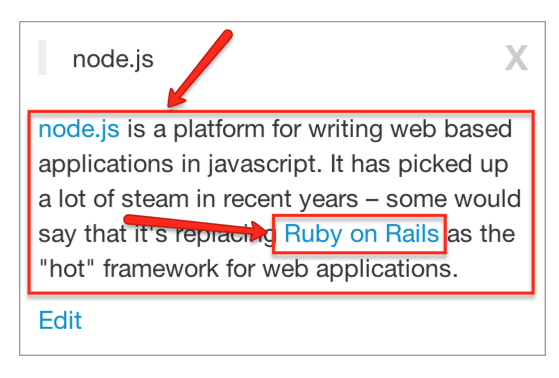 node.js
X
node.js is a platform for writing web based
applications in javascript. It has picked up
a lot of steam in recent years – some would
say that it's replacing Ruby on Rails as the
"hot" framework for web applications.
Edit